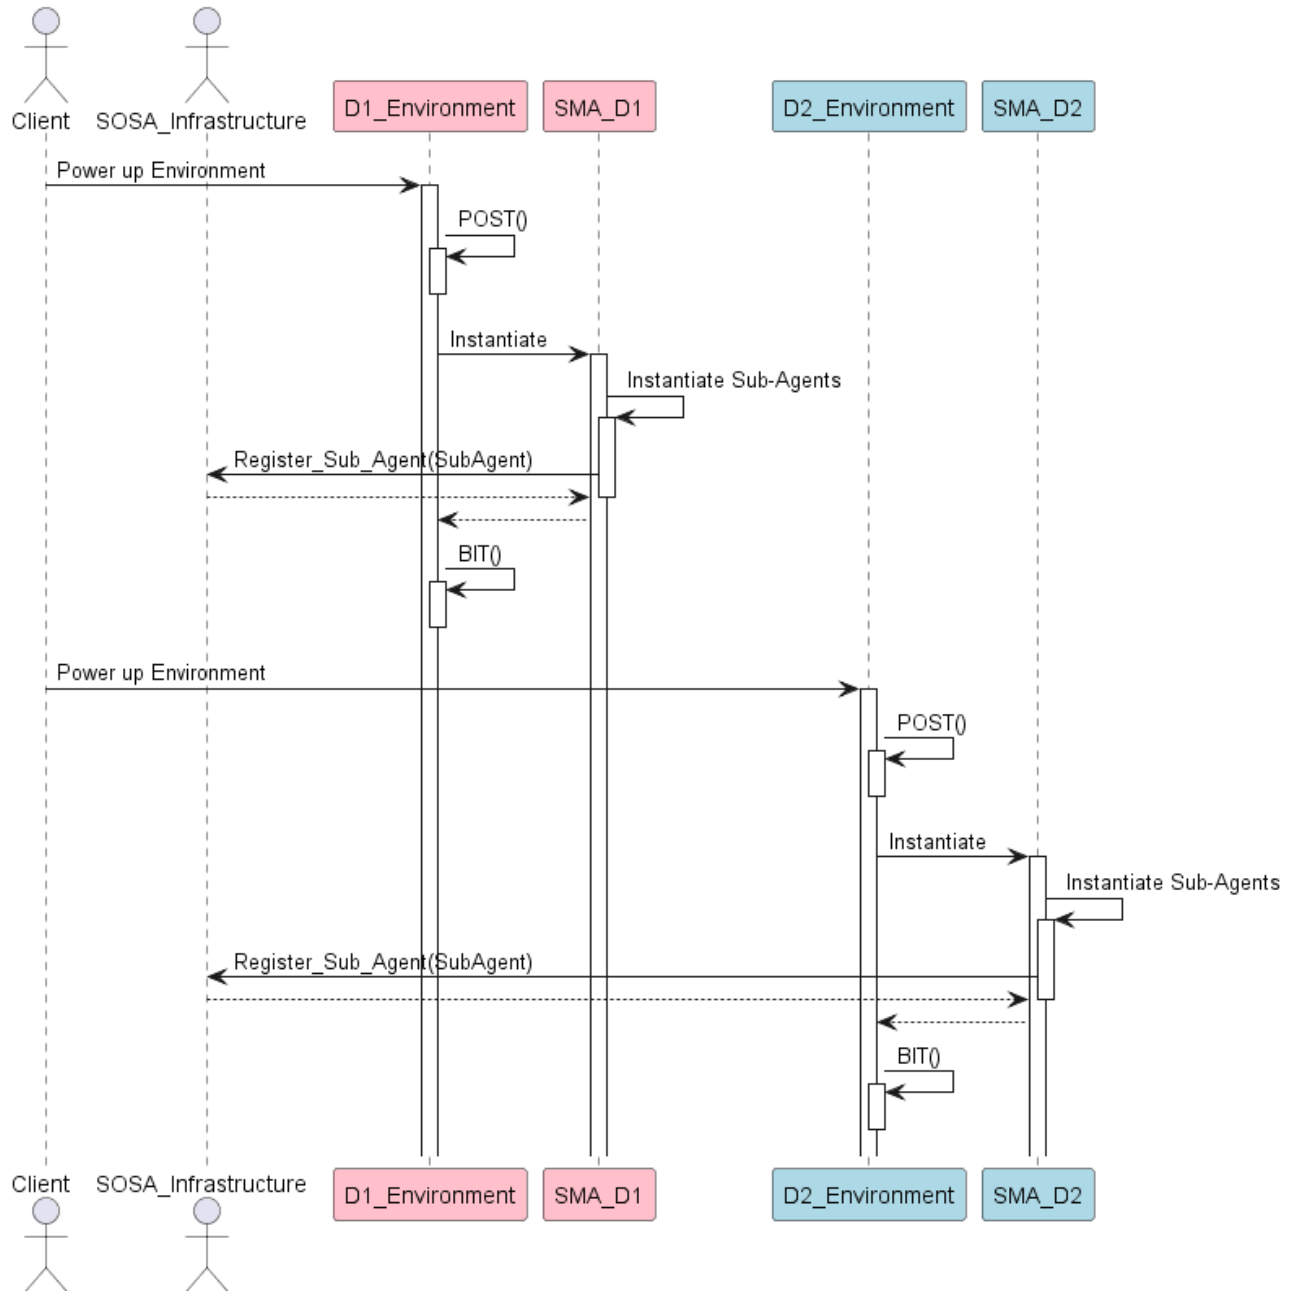 Client
SOSA_Infrastructure
D1_Environment
SMA_D1
D2_Environment
SMA_D2
Power up Environment
POST()
Instantiate
Instantiate Sub-Agents
Register_Sub_Agent(SubAgent)
BIT()
Power up Environment
POST()
Instantiate
Instantiate Sub-Agents
Register_Sub_Agent(SubAgent)
BIT()
Client
SOSA_Infrastructure
D1_Environment
SMA_D1
D2_Environment
SMA_D2